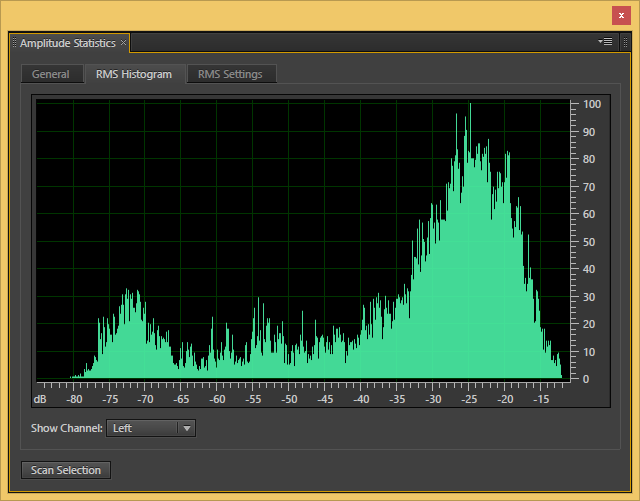 x
Amplitude Statistics ×
General RMS Histogram RMS Settings
100
90
80
70
60
50
40
30
20
10
0
dB -80 -75 -70 -65 -60 -55 -50 -45 -40 -35 -30 -25 -20 -15
Show Channel: Left
Scan Selection